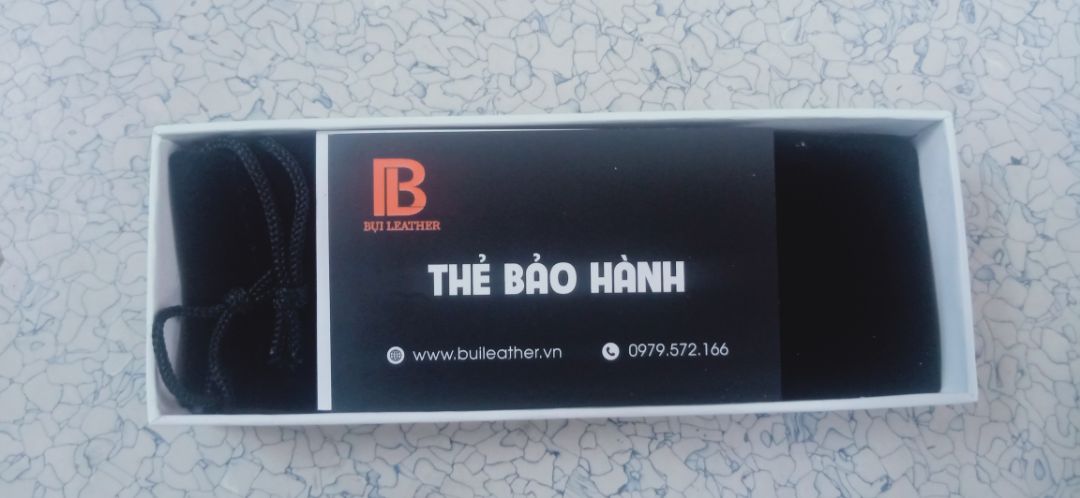 B
BỤI LEATHER
THẺ BẢO HÀNH
www.buileather.vn
0979.572.166